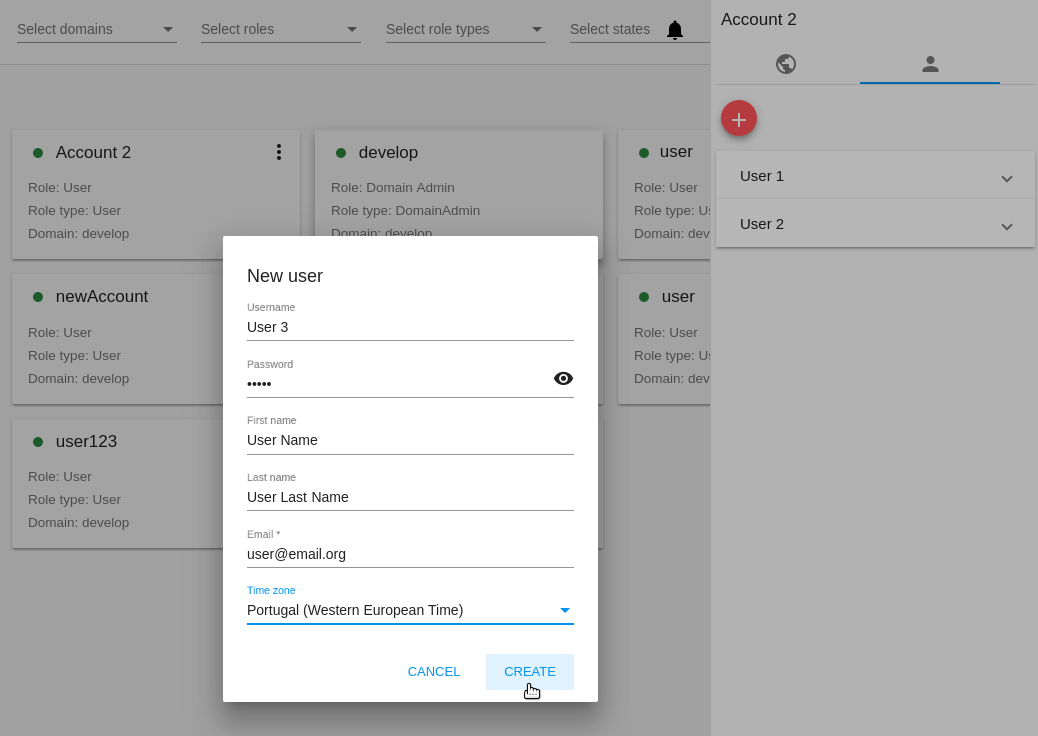 Select domains
Select roles
Select role types
Select states
Account 2
Account 2
Role: User
Role type: User
Domain: develop
develop
Role: Domain Admin
Role type: DomainAdmin
Domain: develop
user
Role: User
Role type: Us
Domain: dev
User 1
User 2
newAccount
Role: User
Role type: User
Domain: develop
user
Role: User
Role type: Us
Domain: dev
user123
Role: User
Role type: User
Domain: develop
New user
Username
User 3
Password
•••••
First name
User Name
Last name
User Last Name
Email *
user@email.org
Time zone
Portugal (Western European Time)
CANCEL
CREATE